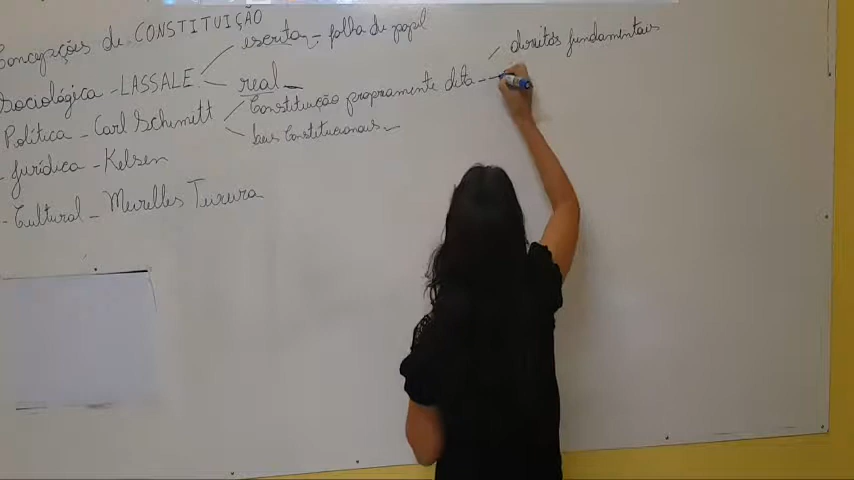 Concepções de CONSTITUIÇÃO
Sociológica - LASSALE
escrita - folha de papel
real
Política - Carl Schimett
Constituição propriamente dita -
direitos fundamentais
Leis Constitucionais
- Jurídica - Kelsen
- Cultural - Meirelles Teixeira